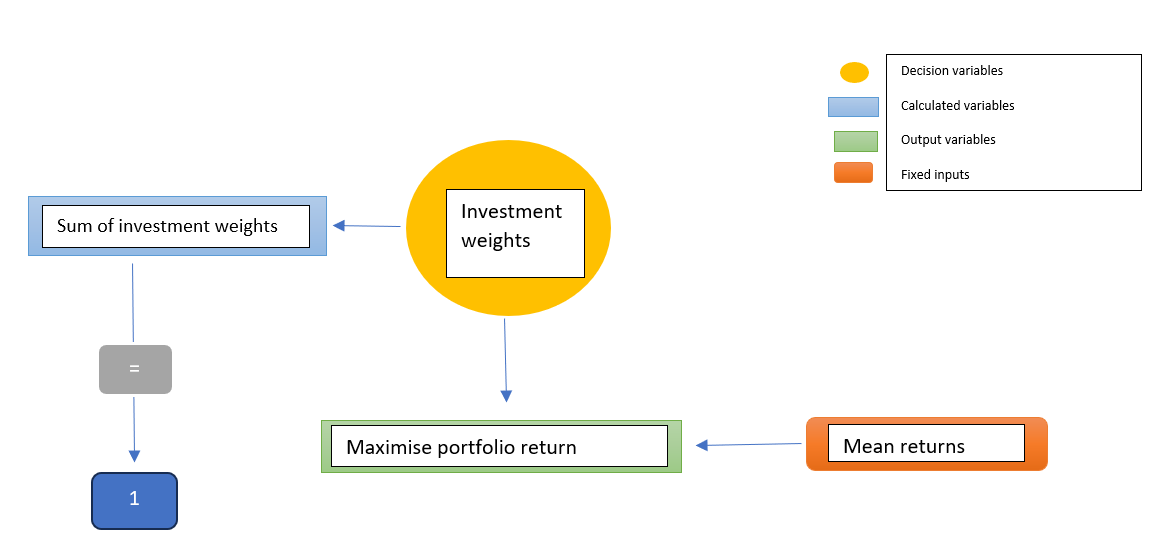 Decision variables
Calculated variables
Output variables
Fixed inputs
Investment
weights
Sum of investment weights
=
1
Maximise portfolio return
Mean returns